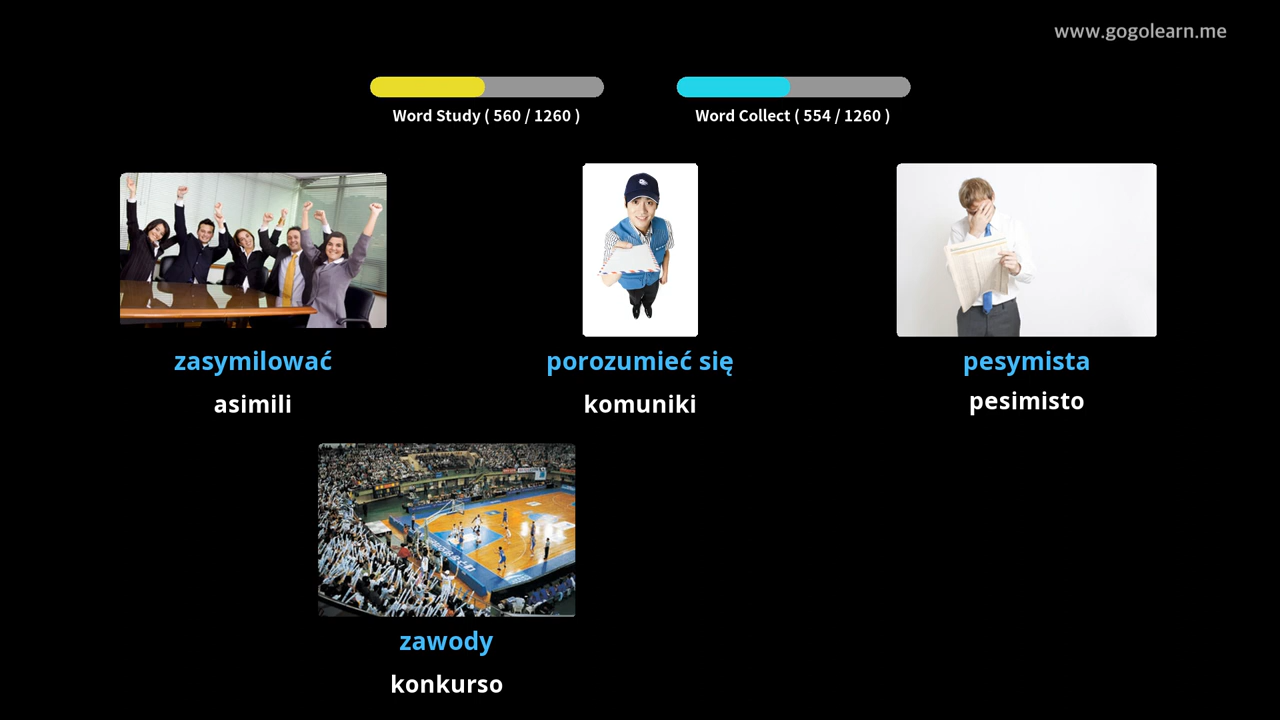 www.gogolearn.me
Word Study ( 560 / 1260 )
Word Collect ( 554 / 1260 )
zasymilować
porozumieć się
pesymista
asimili
komuniki
pesimisto
zawody
konkurso